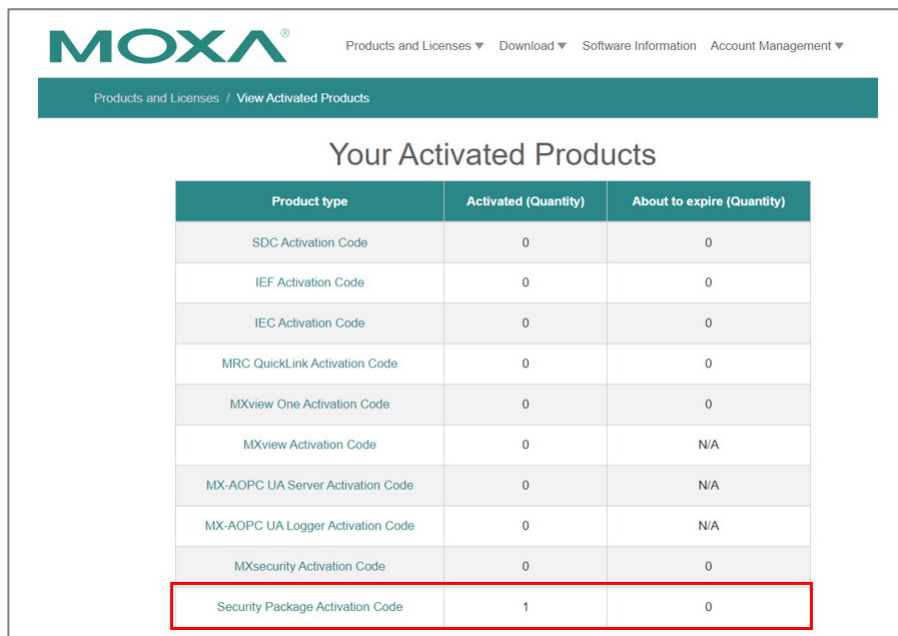 MOXA®
Products and Licenses ▼ Download ▼ Software Information Account Management ▼
Products and Licenses / View Activated Products
Your Activated Products
Product type Activated (Quantity) About to expire (Quantity)
SDC Activation Code 0 0
IEF Activation Code 0 0
IEC Activation Code 0 0
MRC QuickLink Activation Code 0 0
MXview One Activation Code 0 0
MXview Activation Code 0 N/A
MX-AOPC UA Server Activation Code 0 N/A
MX-AOPC UA Logger Activation Code 0 N/A
MXsecurity Activation Code 0 0
Security Package Activation Code 1 0